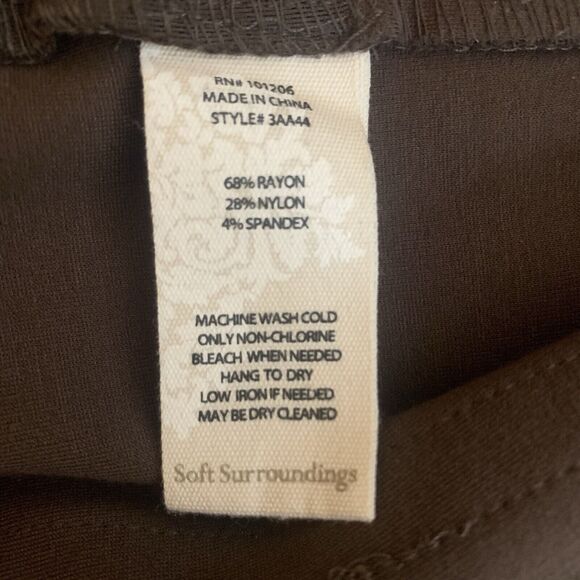 RN# 101206
MADE IN CHINA
STYLE# 3AA44
68% RAYON
28% NYLON
4% SPANDEX
MACHINE WASH COLD
ONLY NON-CHLORINE
BLEACH WHEN NEEDED
HANG TO DRY
LOW IRON IF NEEDED
MAY BE DRY CLEANED
Soft Surroundings